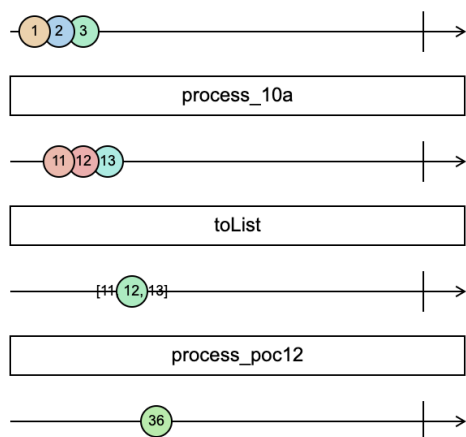 1 2 3
process_10a
11 12 13
toList
[11, 12, 13]
process_poc12
36